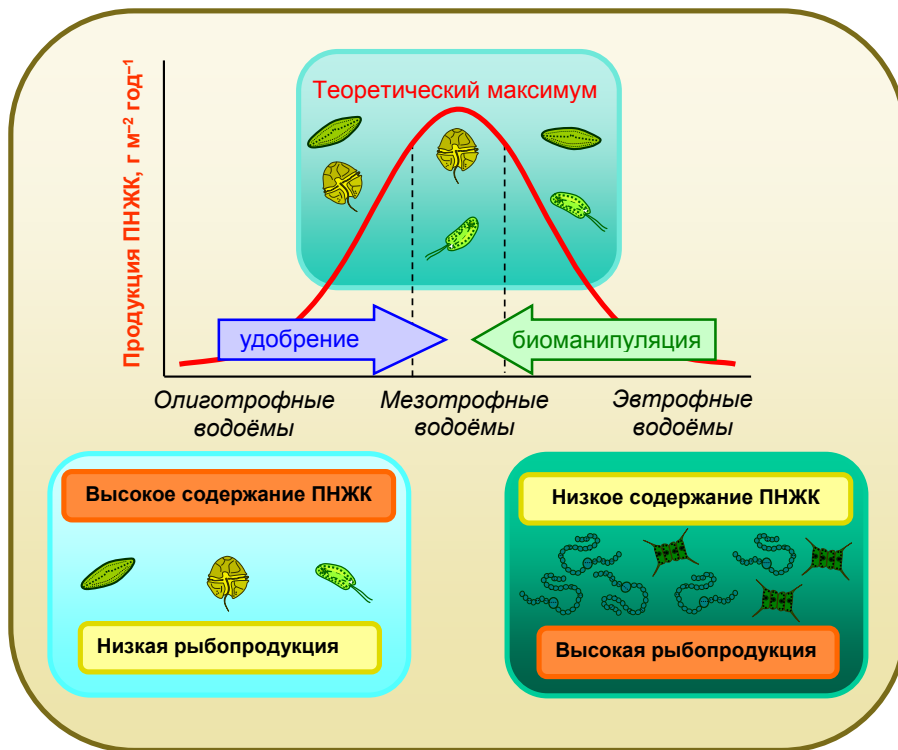 Продукция ПНЖК, г м⁻² год⁻¹
Теоретический максимум
удобрение
биоманипуляция
Олиготрофные
водоёмы
Мезотрофные
водоёмы
Эвтрофные
водоёмы
Высокое содержание ПНЖК
Низкая рыбопродукция
Низкое содержание ПНЖК
Высокая рыбопродукция